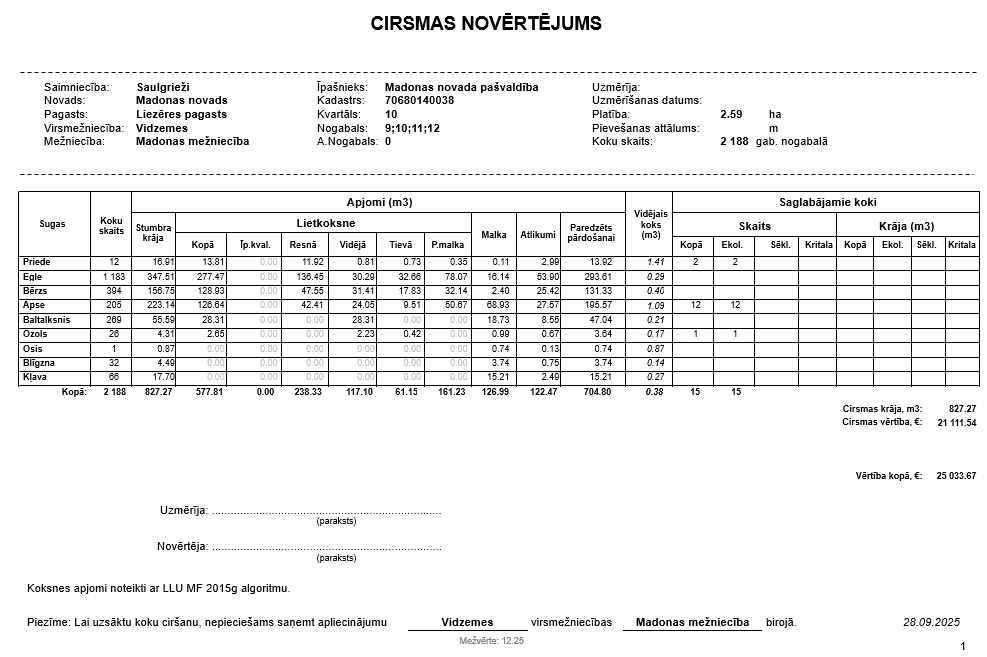 CIRSMAS NOVĒRTĒJUMS
Saimniecība: Saulgrieži Īpašnieks: Madonas novada pašvaldība Uzmērīja:
Novads: Madonas novads Kadastrs: 70680140038 Uzmērīšanas datums:
Pagasts: Liezēres pagasts Kvartāls: 10 Platība: 2.59 ha
Virsmežniecība: Vidzemes Nogabals: 9;10;11;12 Pievešanas attālums: m
Mežniecība: Madonas mežniecība A.Nogabals: 0 Koku skaits: 2 188 gab. nogabalā
Sugas Koku skaits Apjomi (m3) Vidējais koks (m3) Saglabājamie koki
Stumbra krāja Lietkoksne Malka Atlikumi Paredzēts pārdošanai Skaits Krāja (m3)
Kopā Īp.kval. Resnā Vidējā Tievā P.malka Kopā Ekol. Sēkl. Kritala Kopā Ekol. Sēkl. Kritala
Priede 12 16.91 13.81 0.00 11.92 0.81 0.73 0.35 0.11 2.99 13.92 1.41 2 2
Egle 1 183 347.51 277.47 0.00 136.45 30.29 32.66 78.07 16.14 53.90 293.61 0.29
Bērzs 394 156.75 128.93 0.00 47.55 31.41 17.83 32.14 2.40 25.42 131.33 0.40
Apse 205 223.14 126.64 0.00 42.41 24.05 9.51 50.67 68.93 27.57 195.57 1.09 12 12
Baltalksnis 269 55.59 28.31 0.00 0.00 28.31 0.00 0.00 18.73 8.55 47.04 0.21
Ozols 26 4.31 2.65 0.00 0.00 2.23 0.42 0.00 0.99 0.67 3.64 0.17 1 1
Osis 1 0.87 0.00 0.00 0.00 0.00 0.00 0.00 0.74 0.13 0.74 0.87
Blīgzna 32 4.49 0.00 0.00 0.00 0.00 0.00 0.00 3.74 0.75 3.74 0.14
Kļava 66 17.70 0.00 0.00 0.00 0.00 0.00 0.00 15.21 2.49 15.21 0.27
Kopā: 2 188 827.27 577.81 0.00 238.33 117.10 61.15 161.23 126.99 122.47 704.80 0.38 15 15
Cirsmas krāja, m3: 827.27
Cirsmas vērtība, €: 21 111.54
Vērtība kopā, €: 25 033.67
Uzmērīja: ..........................................................................
(paraksts)
Novērtēja: ..........................................................................
(paraksts)
Koksnes apjomi noteikti ar LLU MF 2015g algoritmu.
Piezīme: Lai uzsāktu koku ciršanu, nepieciešams saņemt apliecinājumu Vidzemes virsmežniecības Madonas mežniecība birojā. 28.09.2025
Mežvērte: 12.25
1